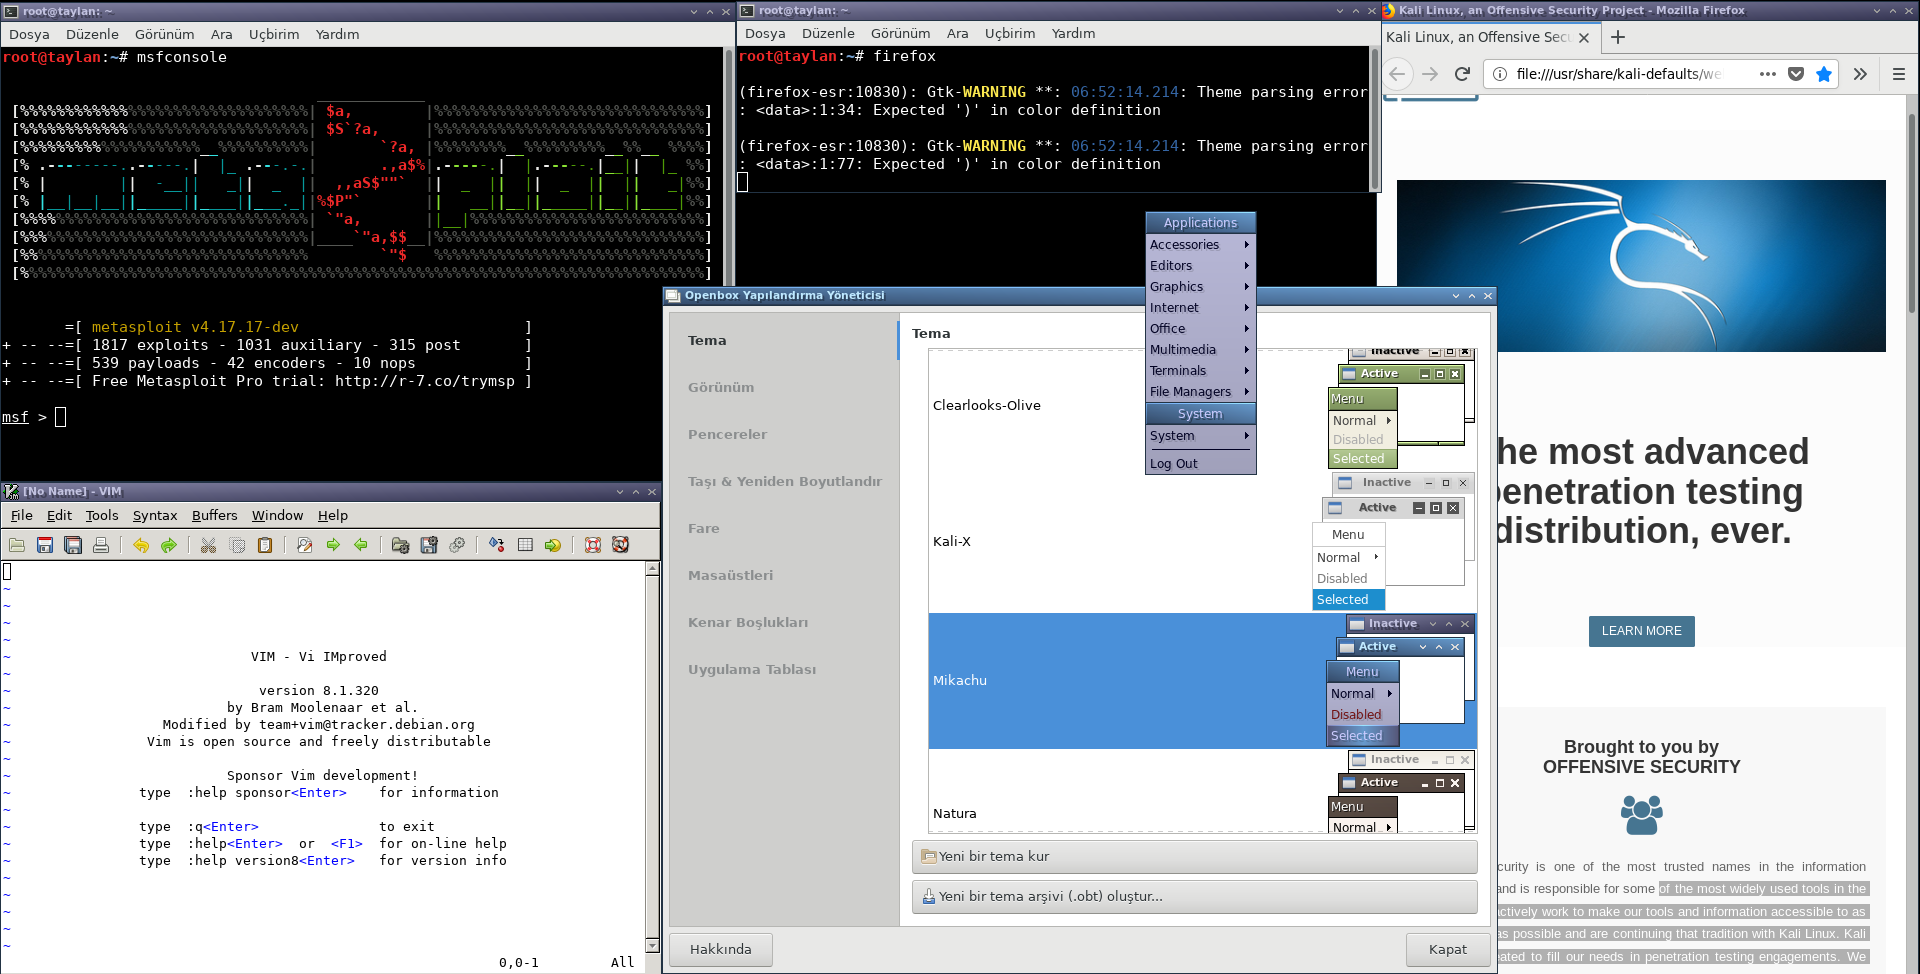 root@taylan: ~
Dosya Düzenle Görünüm Ara Uçbirim Yardım
root@taylan:~# msfconsole
=[ metasploit v4.17.17-dev ]
+ -- --=[ 1817 exploits - 1031 auxiliary - 315 post ]
+ -- --=[ 539 payloads - 42 encoders - 10 nops ]
+ -- --=[ Free Metasploit Pro trial: http://r-7.co/trymsp ]
msf >
root@taylan: ~
Dosya Düzenle Görünüm Ara Uçbirim Yardım
root@taylan:~# firefox
(firefox-esr:10830): Gtk-WARNING **: 06:52:14.214: Theme parsing error
: <data>:1:34: Expected ')' in color definition
(firefox-esr:10830): Gtk-WARNING **: 06:52:14.214: Theme parsing error
: <data>:1:77: Expected ')' in color definition
Kali Linux, an Offensive Security Project - Mozilla Firefox
Kali Linux, an Offensive Sec
file:///usr/share/kali-defaults/we
Applications
Accessories
Editors
Graphics
Internet
Office
Multimedia
Terminals
File Managers
System
System
Log Out
Openbox Yapılandırma Yöneticisi
Tema
Görünüm
Pencereler
Taşı & Yeniden Boyutlandır
Fare
Masaüstleri
Kenar Boşlukları
Uygulama Tablası
Tema
Inactive
Active
Menu
Clearlooks-Olive
Normal
Disabled
Selected
Inactive
Active
Menu
Kali-X
Normal
Disabled
Selected
Inactive
Active
Menu
Mikachu
Normal
Disabled
Selected
Inactive
Active
Menu
Natura
Normal
Yeni bir tema kur
Yeni bir tema arşivi (.obt) oluştur...
Hakkında
Kapat
[No Name] - VIM
File Edit Tools Syntax Buffers Window Help
~
~
~
~
~ VIM - Vi IMproved
~
~ version 8.1.320
~ by Bram Moolenaar et al.
~ Modified by team+vim@tracker.debian.org
~ Vim is open source and freely distributable
~
~ Sponsor Vim development!
~ type :help sponsor<Enter> for information
~
~ type :q<Enter> to exit
~ type :help<Enter> or <F1> for on-line help
~ type :help version8<Enter> for version info
~
~
~
~
~
0,0-1 All
he most advanced
penetration testing
distribution, ever.
LEARN MORE
Brought to you by
OFFENSIVE SECURITY
curity is one of the most trusted names in the information
and is responsible for some of the most widely used tools in the
actively work to make our tools and information accessible to as
as possible and are continuing that tradition with Kali Linux. Kali
eated to fill our needs in penetration testing engagements. We